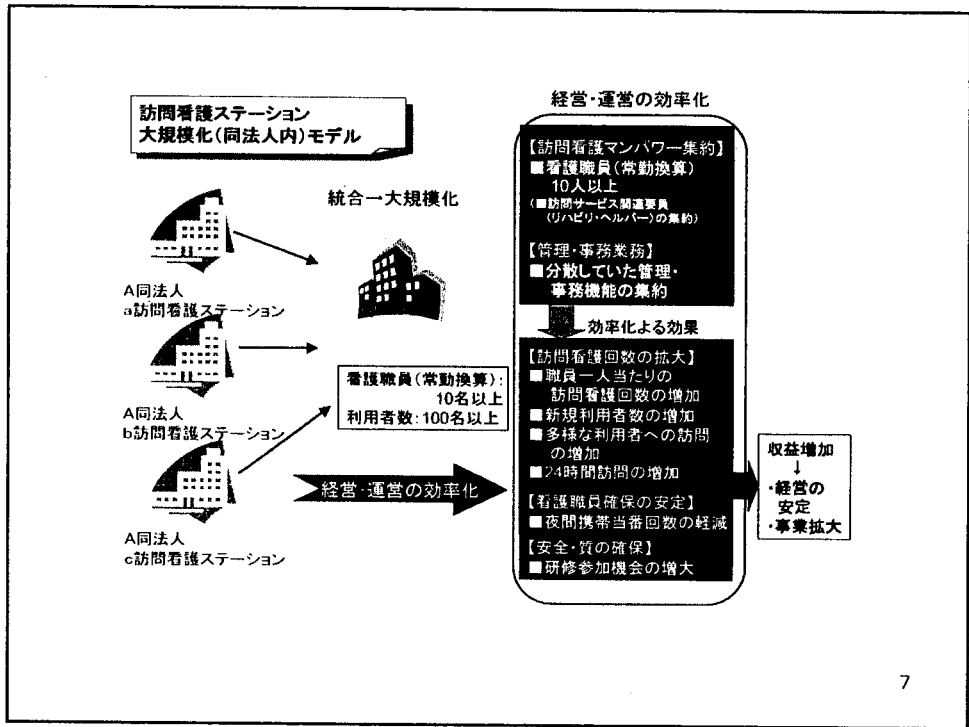 訪問看護ステーション
大規模化(同法人内)モデル
統合→大規模化
A同法人
a訪問看護ステーション
A同法人
b訪問看護ステーション
A同法人
c訪問看護ステーション
看護職員(常勤換算):
10名以上
利用者数:100名以上
経営・運営の効率化
経営・運営の効率化
【訪問看護マンパワー集約】
■看護職員(常勤換算)
10人以上
(■訪問サービス関連要員
(リハビリ・ヘルパー)の集約)
【管理・事務業務】
■分散していた管理・
事務機能の集約
効率化よる効果
【訪問看護回数の拡大】
■職員一人当たりの
訪問看護回数の増加
■新規利用者数の増加
■多様な利用者への訪問
の増加
■24時間訪問の増加
【看護職員確保の安定】
■夜間携帯当番回数の軽減
【安全・質の確保】
■研修参加機会の増大
収益増加
↓
・経営の
安定
・事業拡大
7